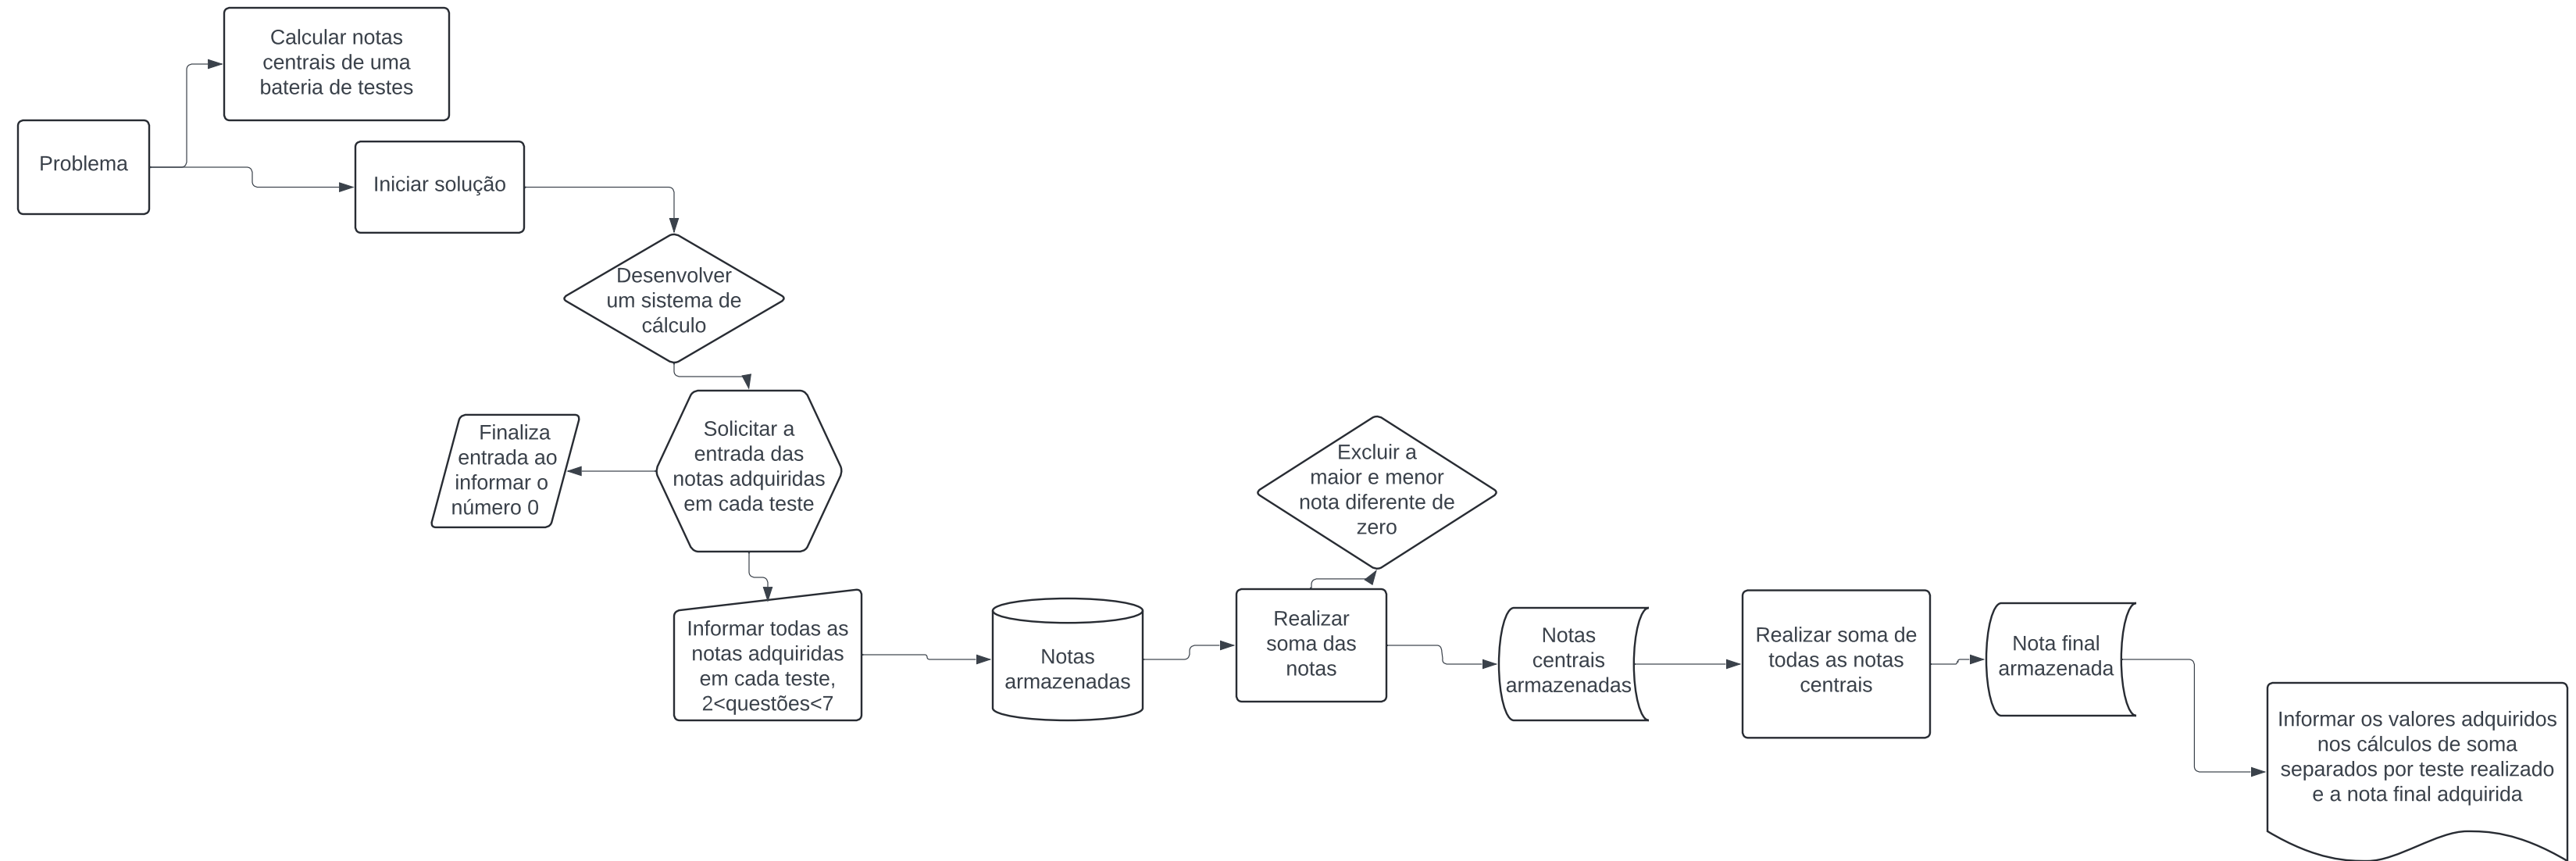 Calcular notas
centrais de uma
bateria de testes
Problema
Iniciar solução
Desenvolver
um sistema de
cálculo
Solicitar a
entrada das
notas adquiridas
em cada teste
Finaliza
entrada ao
informar o
número 0
Informar todas as
notas adquiridas
em cada teste,
2<questões<7
Notas
armazenadas
Realizar
soma das
notas
Excluir a
maior e menor
nota diferente de
zero
Notas
centrais
armazenadas
Realizar soma de
todas as notas
centrais
Nota final
armazenada
Informar os valores adquiridos
nos cálculos de soma
separados por teste realizado
e a nota final adquirida